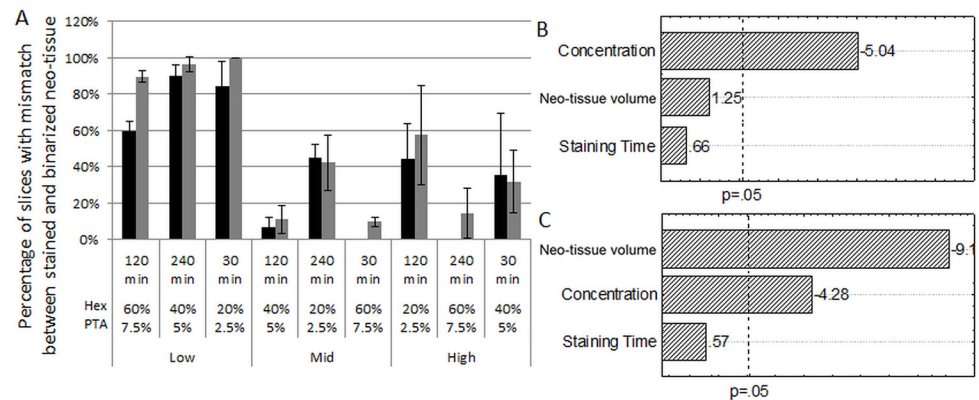 A
Percentage of slices with mismatch
between stained and binarized neo-tissue
120%
100%
80%
60%
40%
20%
0%
120 min
240 min
30 min
120 min
240 min
30 min
120 min
240 min
30 min
Hex 60% 40% 20% 40% 20% 60% 20% 60% 40%
PTA 7.5% 5% 2.5% 5% 2.5% 7.5% 2.5% 7.5% 5%
Low Mid High
B
Concentration -5.04
Neo-tissue volume 1.25
Staining Time .66
p=.05
C
Neo-tissue volume -9.1
Concentration -4.28
Staining Time .57
p=.05